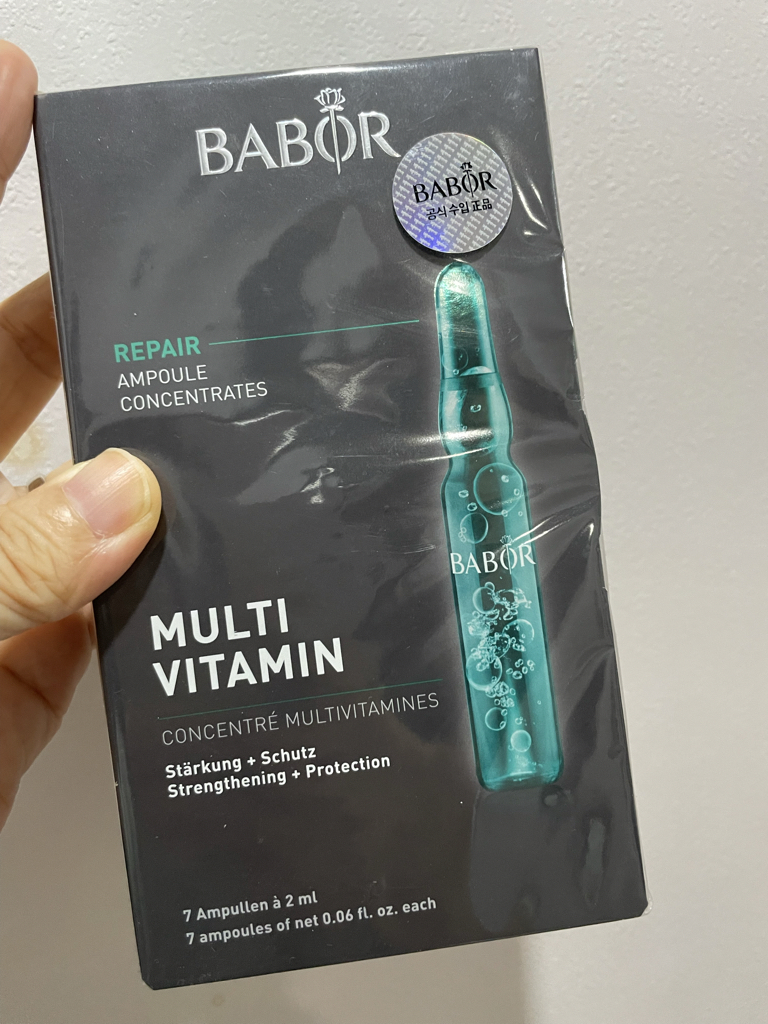 BABOR
BABOR
공식 수입 正品
REPAIR
AMPOULE
CONCENTRATES
BABOR
MULTI
VITAMIN
CONCENTRÉ MULTIVITAMINES
Stärkung + Schutz
Strengthening + Protection
7 Ampullen à 2 ml
7 ampoules of net 0.06 fl. oz. each